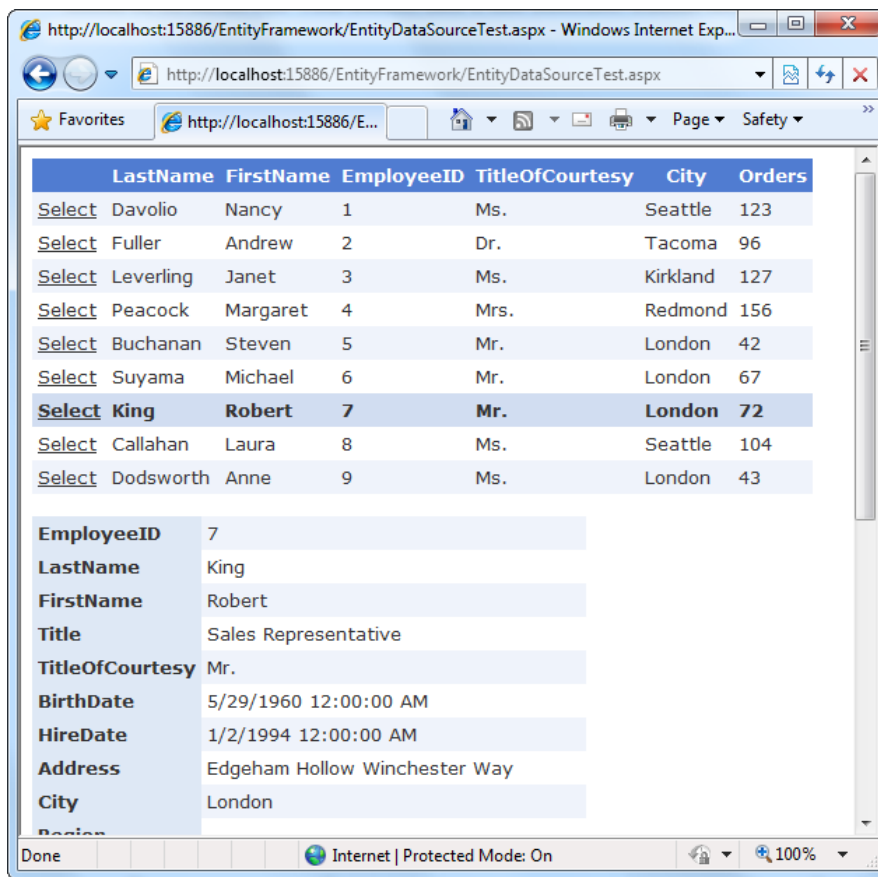 http://localhost:15886/EntityFramework/EntityDataSourceTest.aspx - Windows Internet Exp...
http://localhost:15886/EntityFramework/EntityDataSourceTest.aspx
Favorites http://localhost:15886/E... Page Safety »
LastName FirstName EmployeeID TitleOfCourtesy City Orders
Select Davolio Nancy 1 Ms. Seattle 123
Select Fuller Andrew 2 Dr. Tacoma 96
Select Leverling Janet 3 Ms. Kirkland 127
Select Peacock Margaret 4 Mrs. Redmond 156
Select Buchanan Steven 5 Mr. London 42
Select Suyama Michael 6 Mr. London 67
Select King Robert 7 Mr. London 72
Select Callahan Laura 8 Ms. Seattle 104
Select Dodsworth Anne 9 Ms. London 43
EmployeeID 7
LastName King
FirstName Robert
Title Sales Representative
TitleOfCourtesy Mr.
BirthDate 5/29/1960 12:00:00 AM
HireDate 1/2/1994 12:00:00 AM
Address Edgeham Hollow Winchester Way
City London
Region
Done Internet | Protected Mode: On 100%